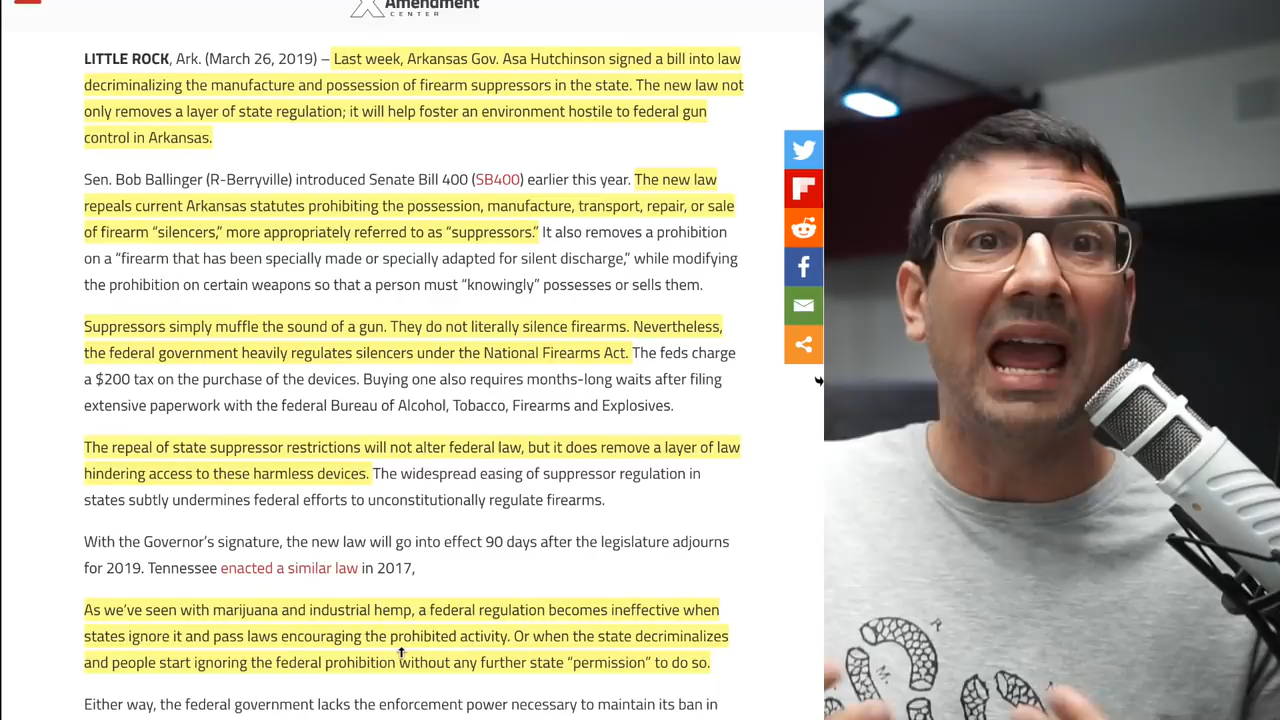 Amendment
CENTER
LITTLE ROCK, Ark. (March 26, 2019) – Last week, Arkansas Gov. Asa Hutchinson signed a bill into law
decriminalizing the manufacture and possession of firearm suppressors in the state. The new law not
only removes a layer of state regulation; it will help foster an environment hostile to federal gun
control in Arkansas.
Sen. Bob Ballinger (R-Berryville) introduced Senate Bill 400 (SB400) earlier this year. The new law
repeals current Arkansas statutes prohibiting the possession, manufacture, transport, repair, or sale
of firearm “silencers,” more appropriately referred to as “suppressors.” It also removes a prohibition
on a “firearm that has been specially made or specially adapted for silent discharge,” while modifying
the prohibition on certain weapons so that a person must “knowingly” possesses or sells them.
Suppressors simply muffle the sound of a gun. They do not literally silence firearms. Nevertheless,
the federal government heavily regulates silencers under the National Firearms Act. The feds charge
a $200 tax on the purchase of the devices. Buying one also requires months-long waits after filing
extensive paperwork with the federal Bureau of Alcohol, Tobacco, Firearms and Explosives.
The repeal of state suppressor restrictions will not alter federal law, but it does remove a layer of law
hindering access to these harmless devices. The widespread easing of suppressor regulation in
states subtly undermines federal efforts to unconstitutionally regulate firearms.
With the Governor’s signature, the new law will go into effect 90 days after the legislature adjourns
for 2019. Tennessee enacted a similar law in 2017,
As we’ve seen with marijuana and industrial hemp, a federal regulation becomes ineffective when
states ignore it and pass laws encouraging the prohibited activity. Or when the state decriminalizes
and people start ignoring the federal prohibition without any further state “permission” to do so.
Either way, the federal government lacks the enforcement power necessary to maintain its ban in
R
M.